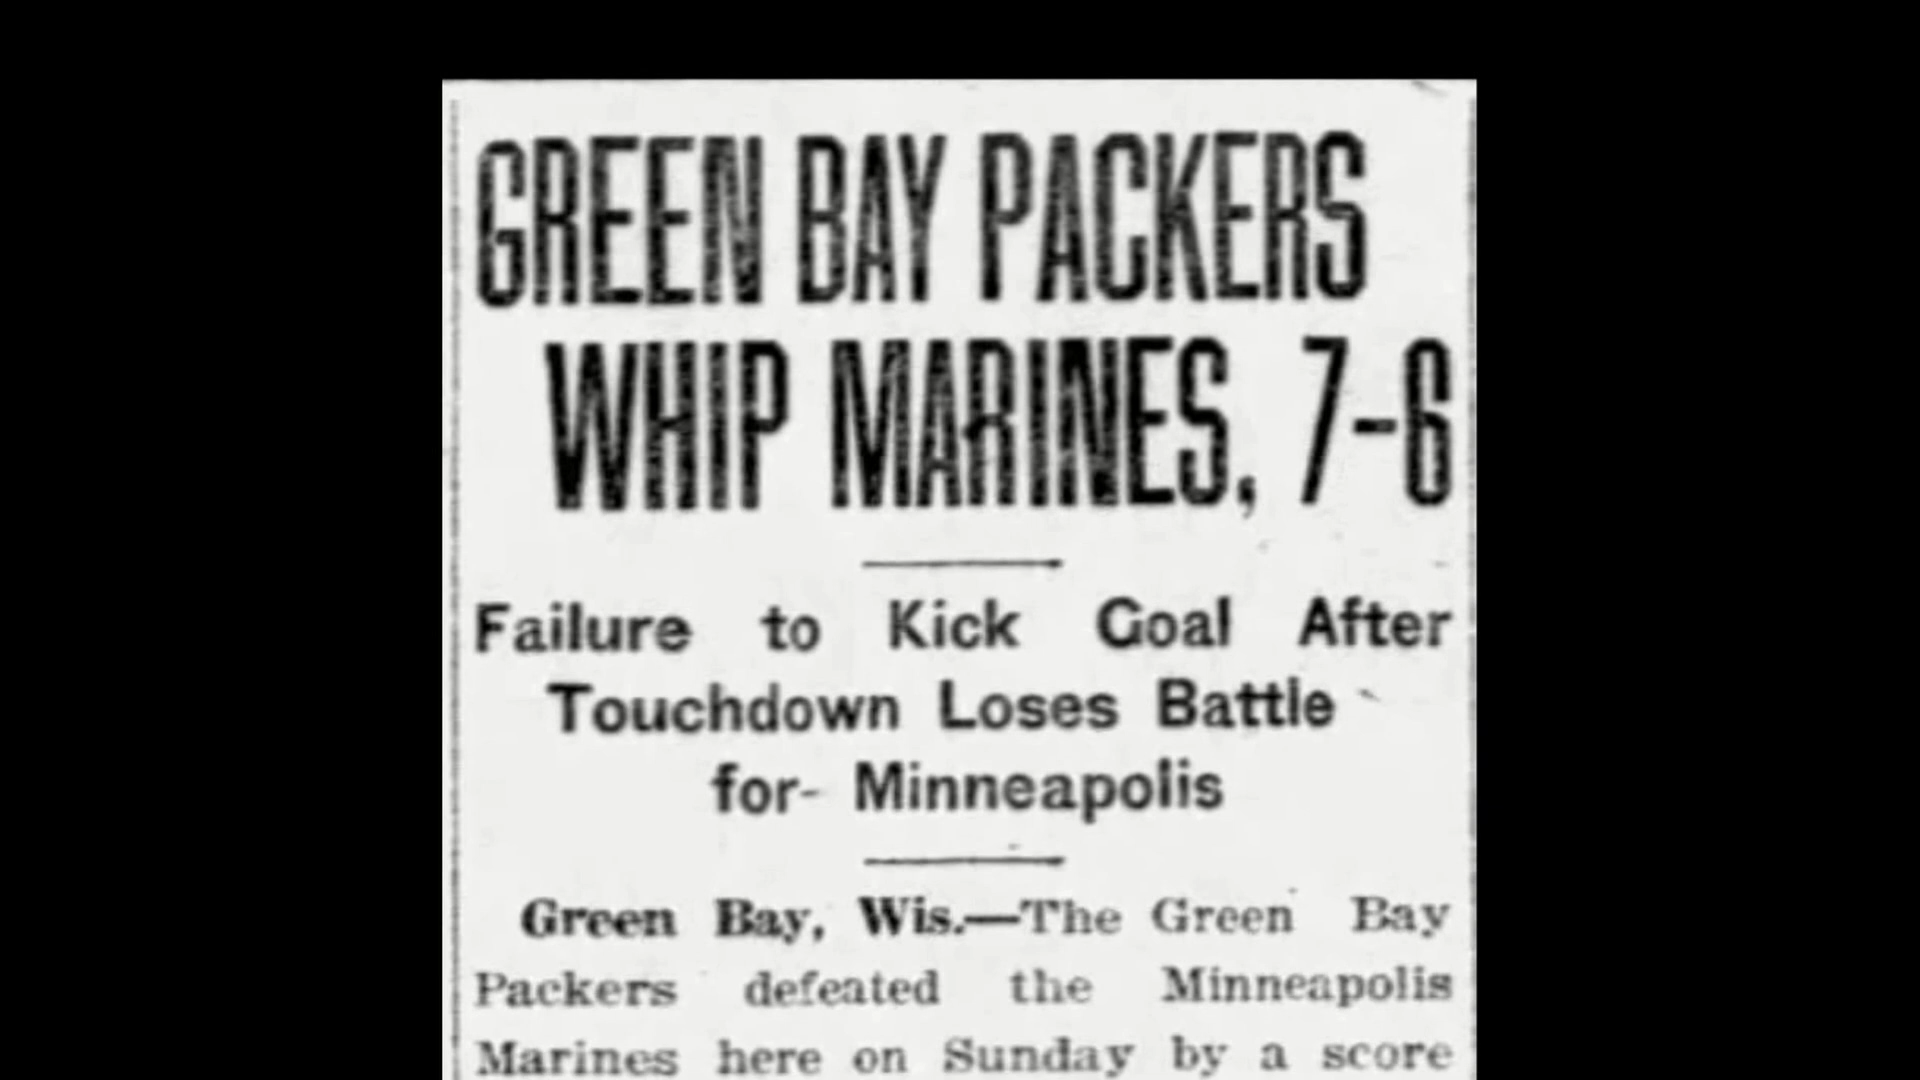 GREEN BAY PACKERS
WHIP MARINES, 7-6
Failure to Kick Goal After
Touchdown Loses Battle
for- Minneapolis
Green Bay, Wis.—The Green Bay
Packers defeated the Minneapolis
Marines here on Sunday by a score